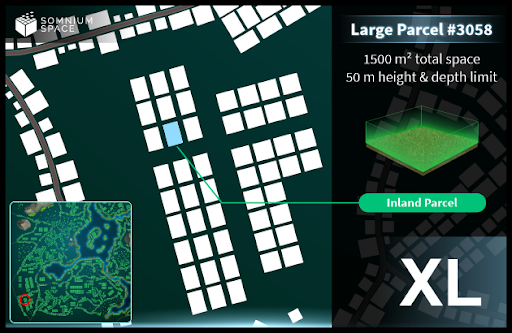 SOMNIUM
SPACE
Large Parcel #3058
1500 m² total space
50 m height & depth limit
Inland Parcel
XL